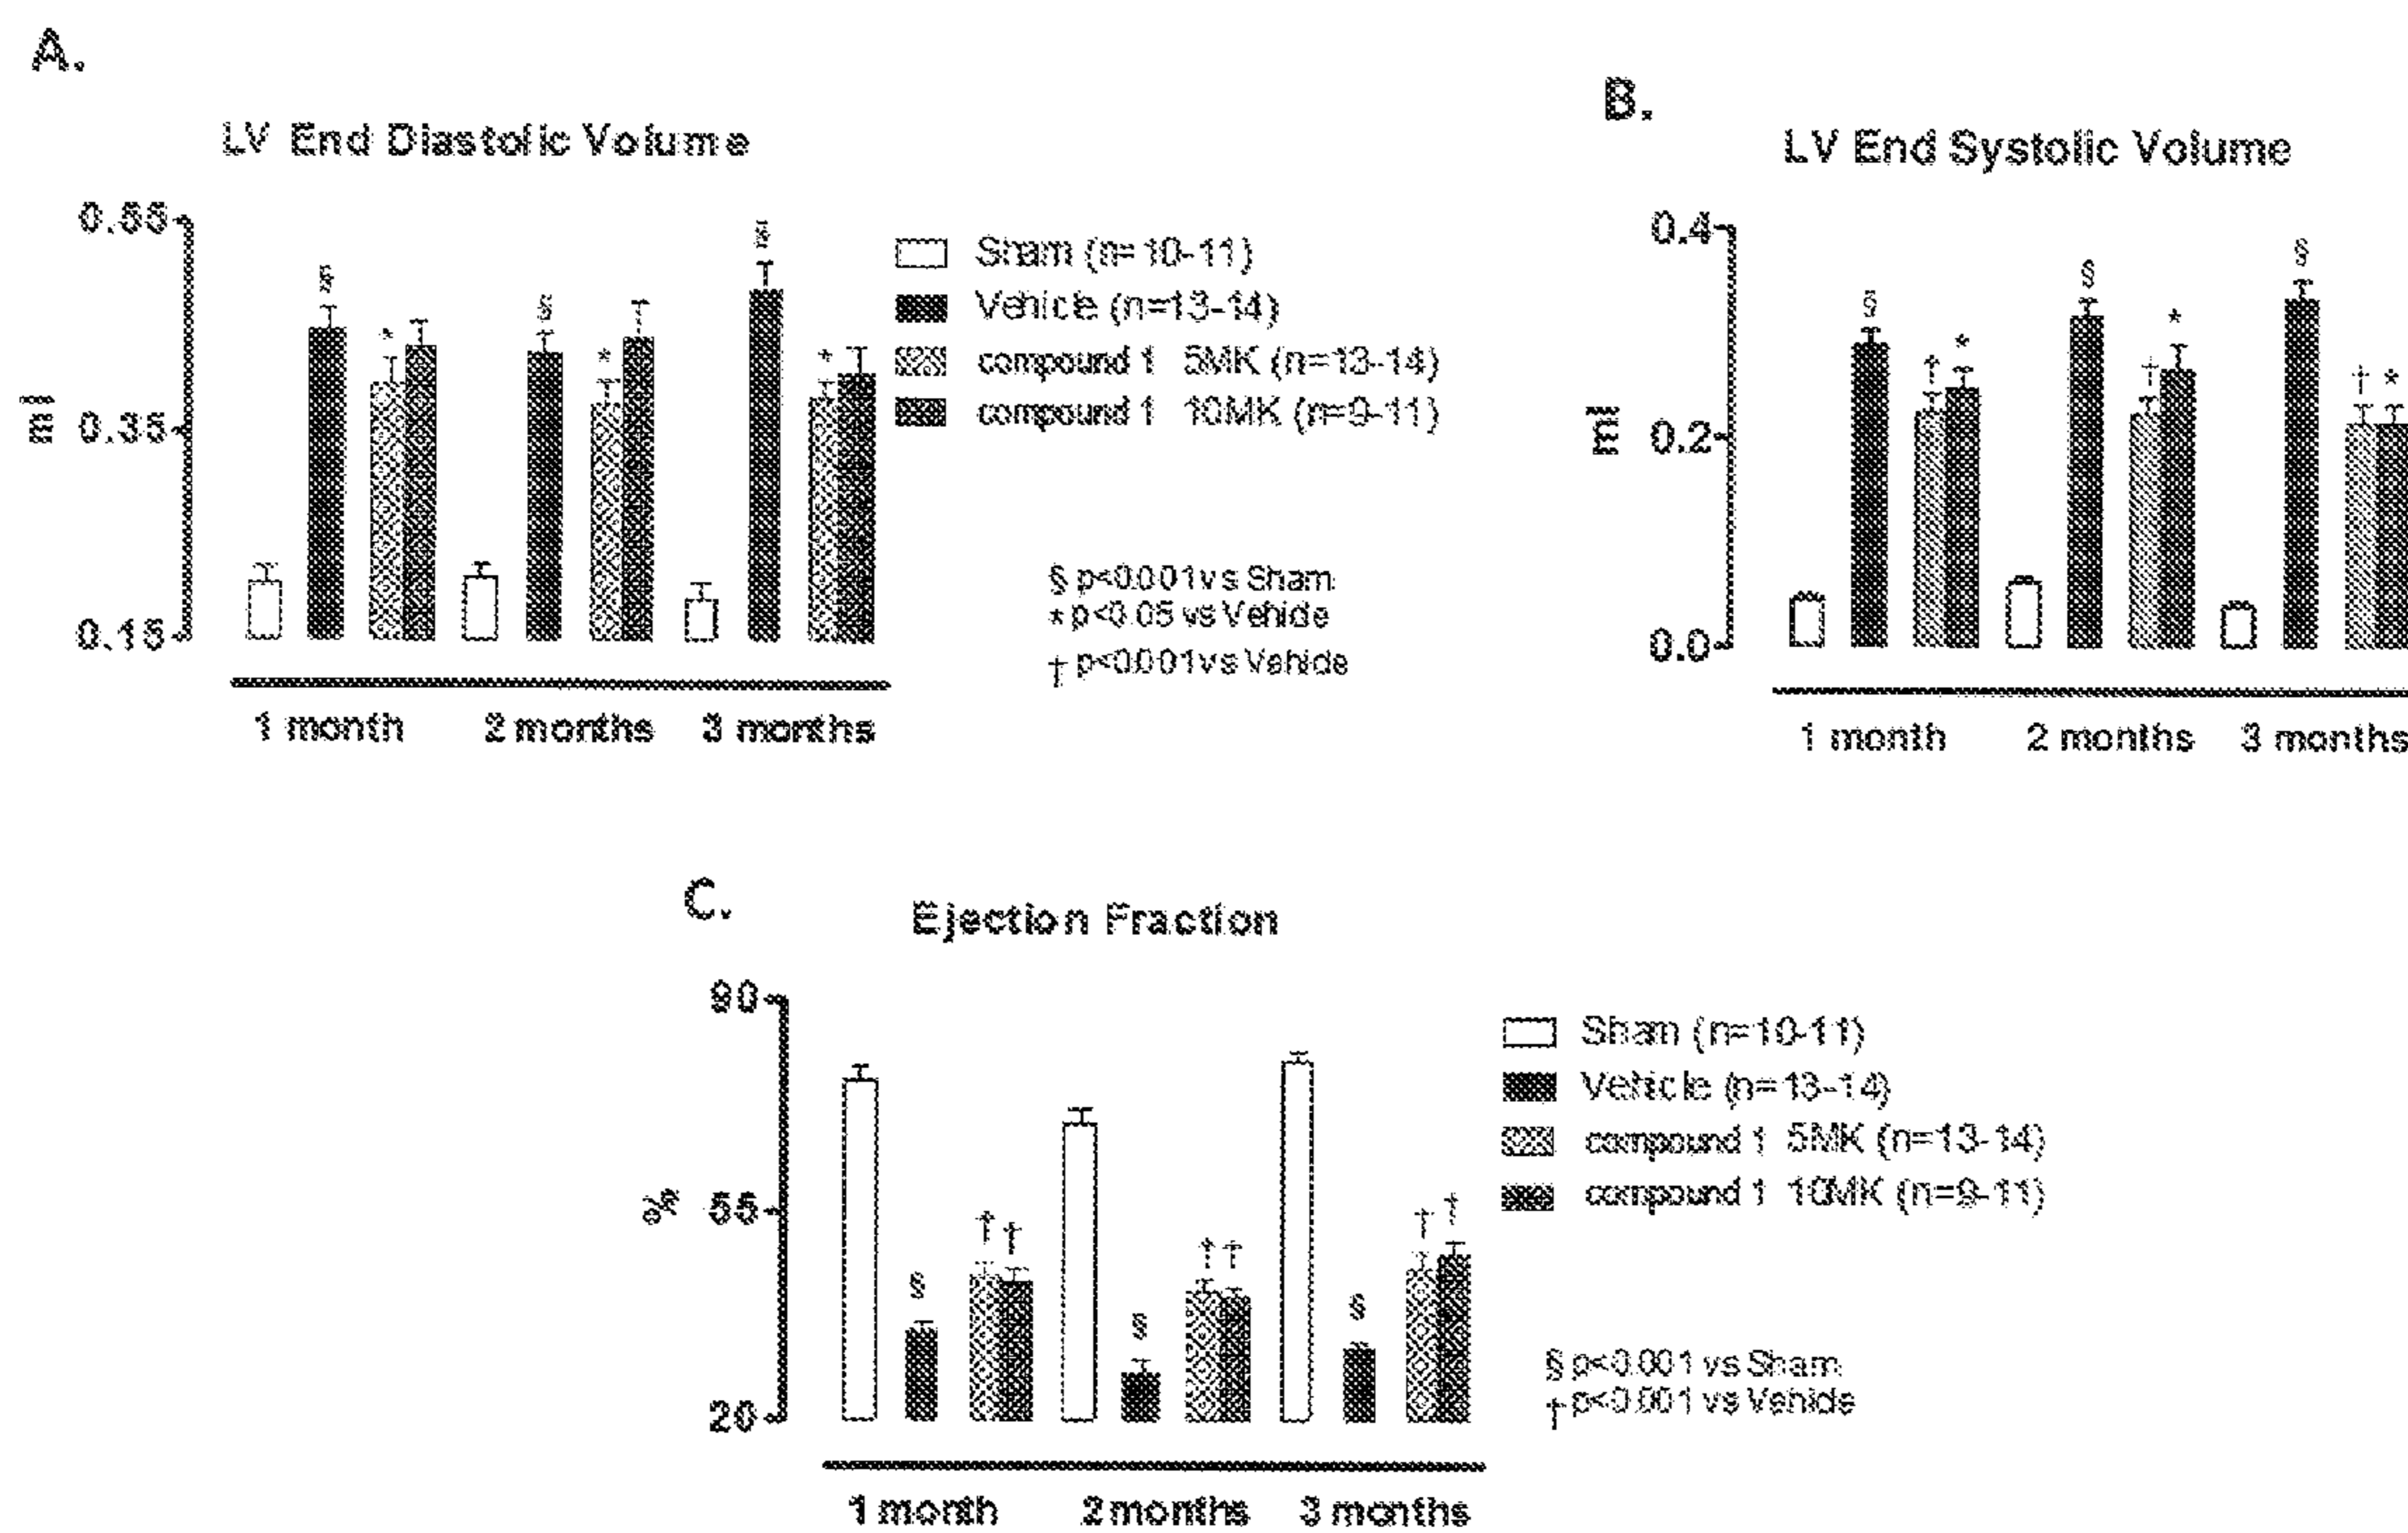 A.
LV End Diastolic Volume
0.55
ml
0.35
0.15
§
*
§
*
§
*
1 month
2 months
3 months
Sham (n=10-11)
Vehicle (n=13-14)
compound 1 5MK (n=13-14)
compound 1 10MK (n=9-11)
§ p<0.001 vs Sham
* p<0.05 vs Vehicle
† p<0.001 vs Vehicle
B.
LV End Systolic Volume
0.4
ml
0.2
0.0
§
† *
§
† *
§
† *
1 month
2 months
3 months
C.
Ejection Fraction
90
%
55
20
§
† †
§
† †
§
† †
1 month
2 months
3 months
Sham (n=10-11)
Vehicle (n=13-14)
compound 1 5MK (n=13-14)
compound 1 10MK (n=9-11)
§ p<0.001 vs Sham
† p<0.001 vs Vehicle